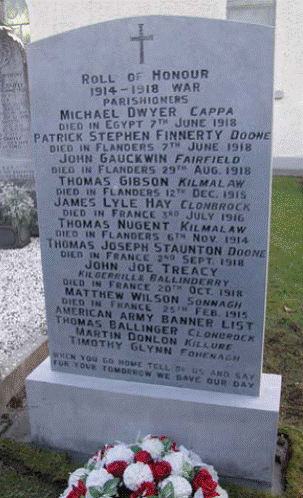 ROLL OF HONOUR
1914-1918 WAR
PARISHIONERS
MICHAEL DWYER CAPPA
DIED IN EGYPT 7TH JUNE 1918
PATRICK STEPHEN FINNERTY DOONE
DIED IN FLANDERS 7TH JUNE 1918
JOHN GAUCKWIN FAIRFIELD
DIED IN FLANDERS 29TH AUG. 1918
THOMAS GIBSON KILMALAW
DIED IN FLANDERS 12TH DEC. 1915
JAMES LYLE HAY CLONBROCK
DIED IN FRANCE 3RD JULY 1916
THOMAS NUGENT KILMALAW
DIED IN FLANDERS 6TH NOV. 1914
THOMAS JOSEPH STAUNTON DOONE
DIED IN FRANCE 2ND SEPT. 1918
JOHN JOE TREACY
KILGERRILL BALLINDERRY
DIED IN FRANCE 20TH OCT. 1918
MATTHEW WILSON SONNAGH
DIED IN FRANCE 25TH FEB. 1915
AMERICAN ARMY BANNER LIST
THOMAS BALLINGER CLONBROCK
MARTIN DONLON KILLURE
TIMOTHY GLYNN EOHENAGH
WHEN YOU GO HOME TELL OF US AND SAY
FOR YOUR TOMORROW WE GAVE OUR DAY